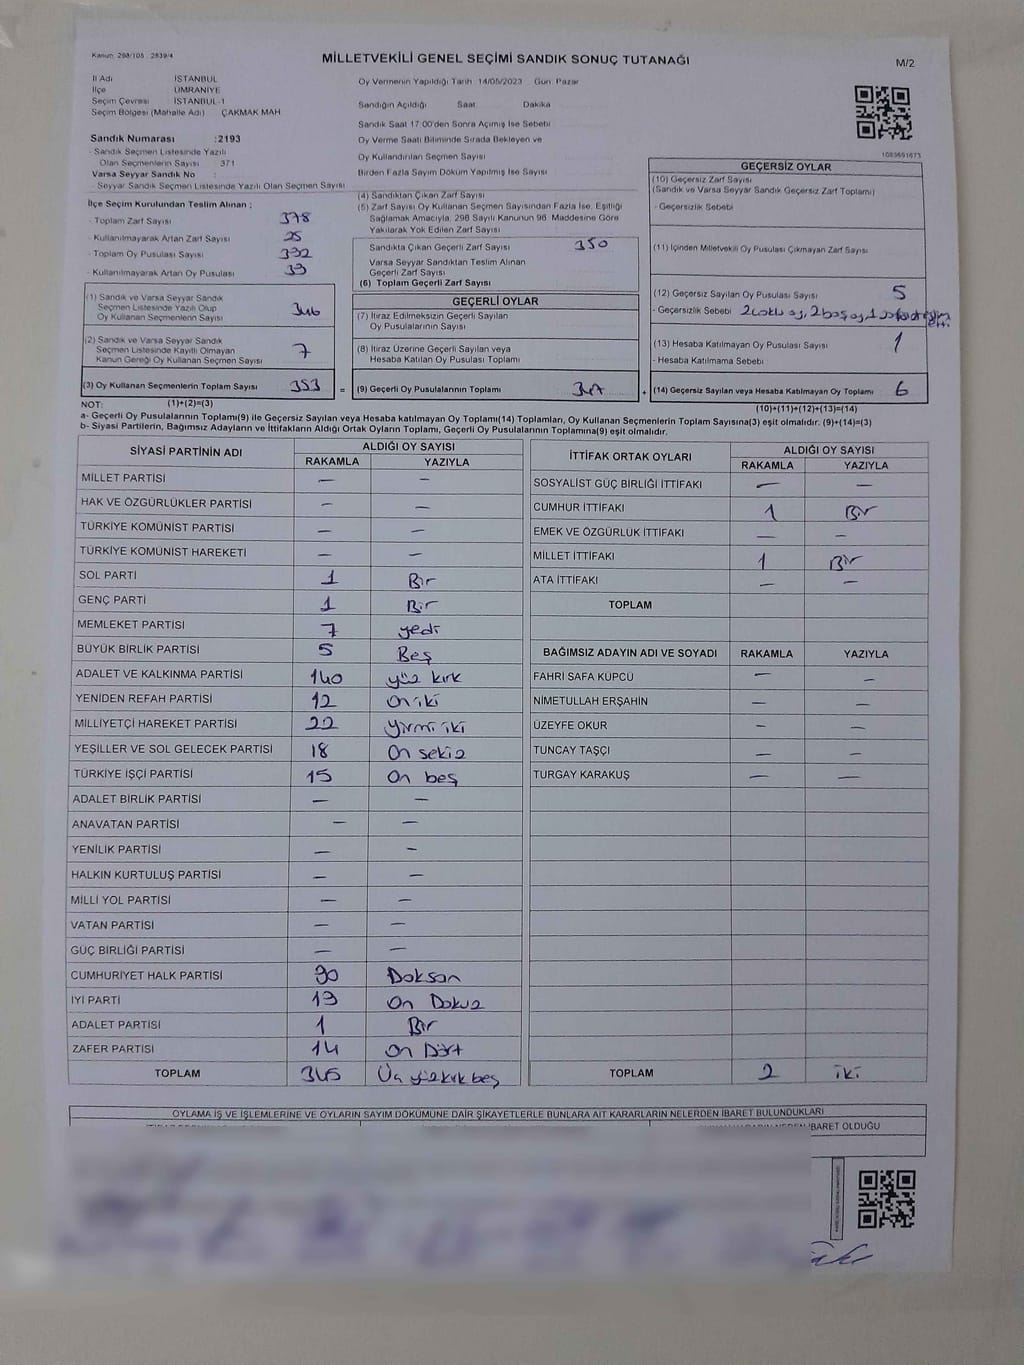 Kanun: 298/105 - 2839/4
MİLLETVEKİLİ GENEL SEÇİMİ SANDIK SONUÇ TUTANAĞI
M/2
İl Adı İSTANBUL
İlçe ÜMRANİYE
Seçim Çevresi İSTANBUL-1
Seçim Bölgesi (Mahalle Adı) ÇAKMAK MAH
Sandık Numarası :2193
- Sandık Seçmen Listesinde Yazılı
Olan Seçmenlerin Sayısı : 371
Varsa Seyyar Sandık No :
- Seyyar Sandık Seçmen Listesinde Yazılı Olan Seçmen Sayısı
İlçe Seçim Kurulundan Teslim Alınan :
- Toplam Zarf Sayısı 378
- Kullanılmayarak Artan Zarf Sayısı 25
- Toplam Oy Pusulası Sayısı
- Kullanılmayarak Artan Oy Pusulası 33
(1) Sandık ve Varsa Seyyar Sandık
Seçmen Listesinde Yazılı Olup
Oy Kullanan Seçmenlerin Sayısı 346
(2) Sandık ve Varsa Seyyar Sandık
Seçmen Listesinde Kayıtlı Olmayan
Kanun Gereği Oy Kullanan Seçmen Sayısı 7
(3) Oy Kullanan Seçmenlerin Toplam Sayısı 353 =
Oy Vermenin Yapıldığı Tarih 14/05/2023 Gün Pazar
Sandığın Açıldığı Saat Dakika
Sandık Saat 17:00'den Sonra Açımış İse Sebebi
Oy Verme Saati Bitiminde Sırada Bekleyen ve
Oy Kullandırılan Seçmen Sayısı
Birden Fazla Sayım Döküm Yapılmış İse Sayısı
(4) Sandıktan Çıkan Zarf Sayısı
(5) Zarf Sayısı Oy Kullanan Seçmen Sayısından Fazla İse, Eşitliği
Sağlamak Amacıyla, 298 Sayılı Kanunun 98. Maddesine Göre
Yakılarak Yok Edilen Zarf Sayısı
Sandıkta Çıkan Geçerli Zarf Sayısı 350
Varsa Seyyar Sandıktan Teslim Alınan
Geçerli Zarf Sayısı
(6) Toplam Geçerli Zarf Sayısı
GEÇERLİ OYLAR
(7) İtiraz Edilmeksizin Geçerli Sayılan
Oy Pusulalarının Sayısı
(8) İtiraz Üzerine Geçerli Sayılan veya
Hesaba Katılan Oy Pusulası Toplamı
(9) Geçerli Oy Pusulalarının Toplamı 347 +
1083691673
GEÇERSİZ OYLAR
(10) Geçersiz Zarf Sayısı
(Sandık ve Varsa Seyyar Sandık Geçersiz Zarf Toplamı)
- Geçersizlik Sebebi
(11) İçinden Milletvekili Oy Pusulası Çıkmayan Zarf Sayısı
(12) Geçersiz Sayılan Oy Pusulası Sayısı 5
- Geçersizlik Sebebi 2 çoklu oy, 2 boş oy, 1
(13) Hesaba Katılmayan Oy Pusulası Sayısı 1
- Hesaba Katılmama Sebebi
(14) Geçersiz Sayılan veya Hesaba Katılmayan Oy Toplamı 6
NOT: (1)+(2)=(3)
(10)+(11)+(12)+(13)=(14)
a- Geçerli Oy Pusulalarının Toplamı(9) ile Geçersiz Sayılan veya Hesaba katılmayan Oy Toplamı(14) Toplamları, Oy Kullanan Seçmenlerin Toplam Sayısına(3) eşit olmalıdır. (9)+(14)=(3)
b- Siyasi Partilerin, Bağımsız Adayların ve İttifakların Aldığı Ortak Oyların Toplamı, Geçerli Oy Pusulalarının Toplamına(9) eşit olmalıdır.
SİYASİ PARTİNİN ADI ALDIĞI OY SAYISI
RAKAMLA YAZIYLA
MİLLET PARTİSİ — —
HAK VE ÖZGÜRLÜKLER PARTİSİ — —
TÜRKİYE KOMÜNİST PARTİSİ — —
TÜRKİYE KOMÜNİST HAREKETİ — —
SOL PARTİ 1 Bir
GENÇ PARTİ 1 Bir
MEMLEKET PARTİSİ 7 yedi
BÜYÜK BİRLİK PARTİSİ 5 Beş
ADALET VE KALKINMA PARTİSİ 140 yüz kırk
YENİDEN REFAH PARTİSİ 12 on iki
MİLLİYETÇİ HAREKET PARTİSİ 22 yirmi iki
YEŞİLLER VE SOL GELECEK PARTİSİ 18 On sekiz
TÜRKİYE İŞÇİ PARTİSİ 15 On beş
ADALET BİRLİK PARTİSİ — —
ANAVATAN PARTİSİ — —
YENİLİK PARTİSİ — —
HALKIN KURTULUŞ PARTİSİ — —
MİLLİ YOL PARTİSİ — —
VATAN PARTİSİ — —
GÜÇ BİRLİĞİ PARTİSİ — —
CUMHURİYET HALK PARTİSİ 90 Doksan
İYİ PARTİ 19 On Dokuz
ADALET PARTİSİ 1 Bir
ZAFER PARTİSİ 14 On Dört
TOPLAM 345 Üç yüz kırk beş
İTTİFAK ORTAK OYLARI ALDIĞI OY SAYISI
RAKAMLA YAZIYLA
SOSYALİST GÜÇ BİRLİĞİ İTTİFAKI — —
CUMHUR İTTİFAKI 1 Bir
EMEK VE ÖZGÜRLÜK İTTİFAKI — —
MİLLET İTTİFAKI 1 Bir
ATA İTTİFAKI — —
TOPLAM
BAĞIMSIZ ADAYIN ADI VE SOYADI RAKAMLA YAZIYLA
FAHRİ SAFA KÜPCÜ — —
NİMETULLAH ERŞAHİN — —
ÜZEYFE OKUR — —
TUNCAY TAŞÇI — —
TURGAY KARAKUŞ — —
TOPLAM 2 iki
OYLAMA İŞ VE İŞLEMLERİNE VE OYLARIN SAYIM DÖKÜMÜNE DAİR ŞİKAYETLERLE BUNLARA AİT KARARLARIN NELERDEN İBARET BULUNDUKLARI
İBARET OLDUĞU